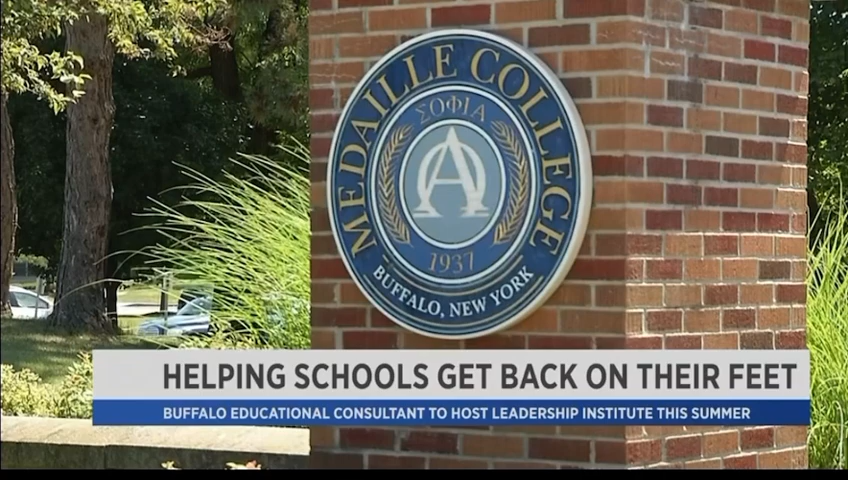 MEDAILLE COLLEGE
ΣΟΦΙΑ
ΑΩ
1937
BUFFALO, NEW YORK
HELPING SCHOOLS GET BACK ON THEIR FEET
BUFFALO EDUCATIONAL CONSULTANT TO HOST LEADERSHIP INSTITUTE THIS SUMMER